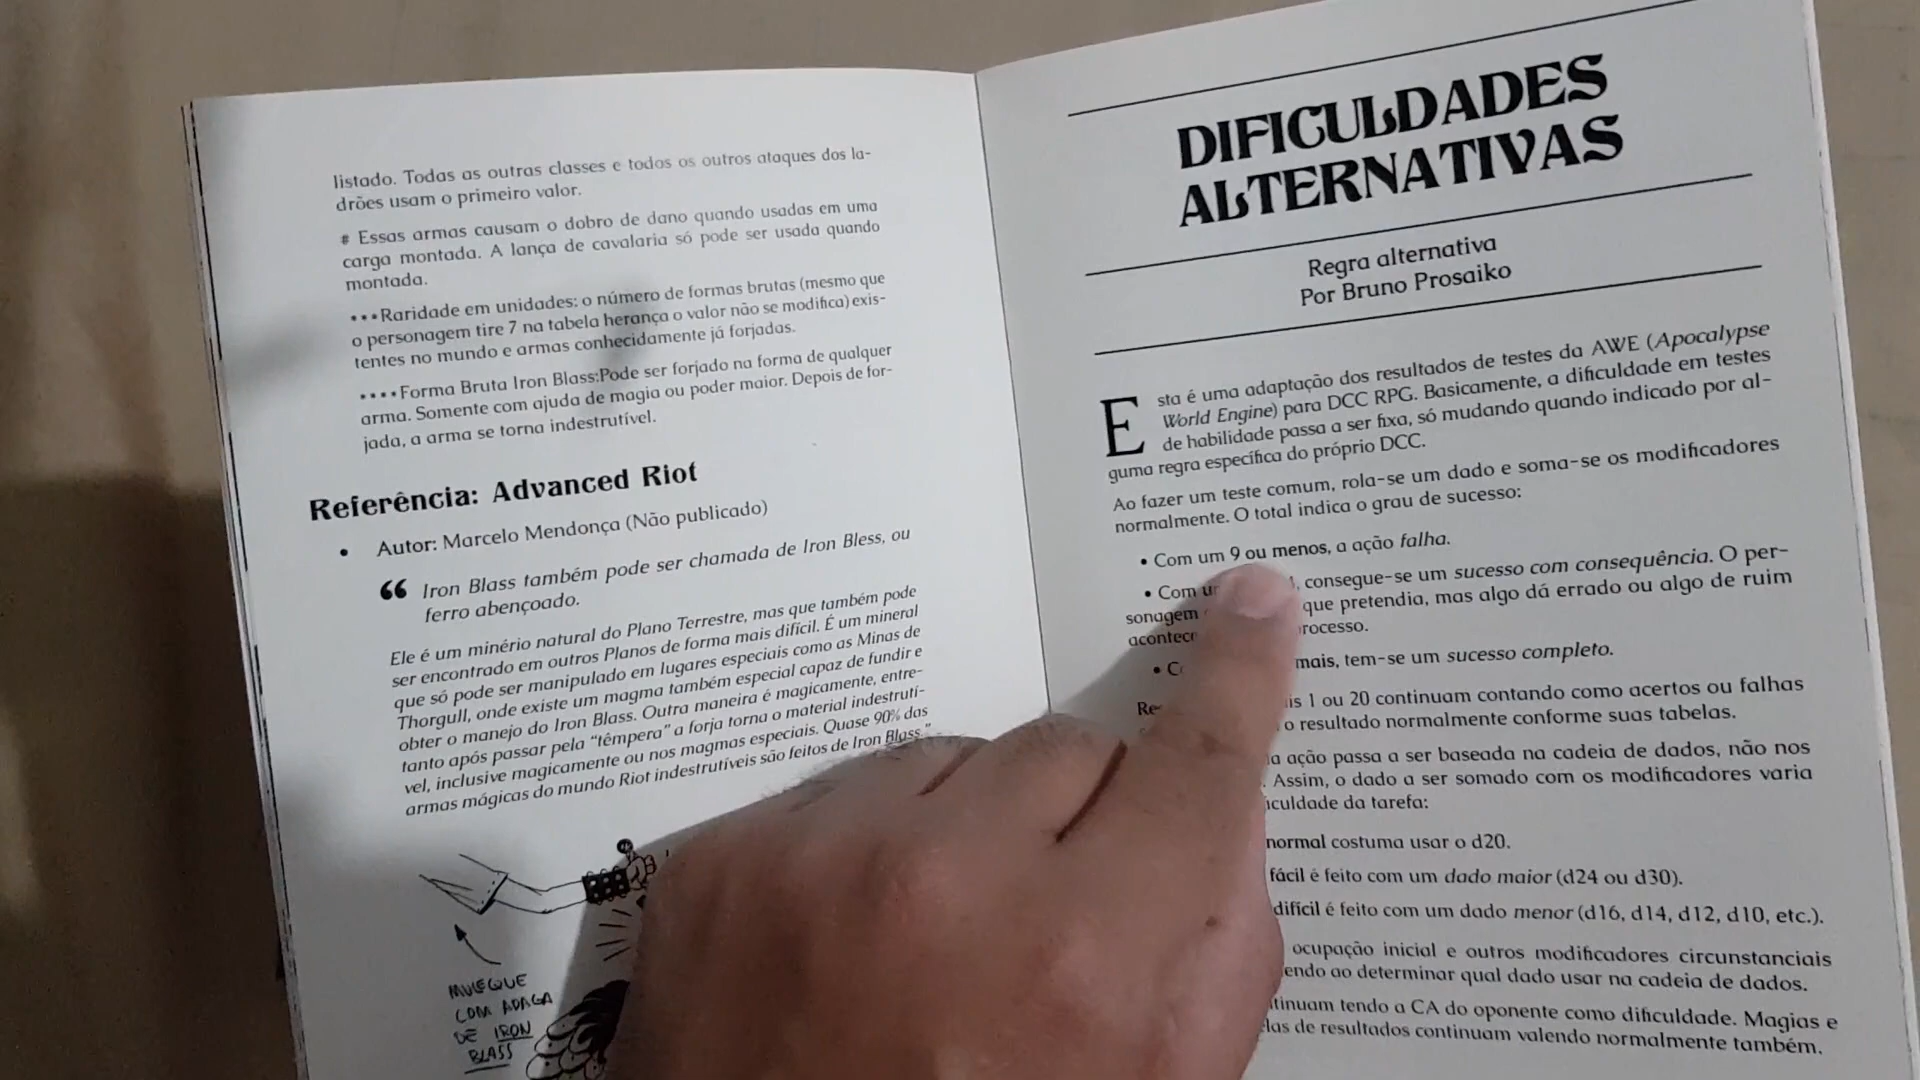 listado. Todas as outras classes e todos os outros ataques dos la-
drões usam o primeiro valor.
# Essas armas causam o dobro de dano quando usadas em uma
carga montada. A lança de cavalaria só pode ser usada quando
montada.
***Raridade em unidades: o número de formas brutas (mesmo que
o personagem tire 7 na tabela herança o valor não se modifica) exis-
tentes no mundo e armas conhecidamente já forjadas.
****Forma Bruta Iron Blass:Pode ser forjado na forma de qualquer
arma. Somente com ajuda de magia ou poder maior. Depois de for-
jada, a arma se torna indestrutível.
Referência: Advanced Riot
• Autor: Marcelo Mendonça (Não publicado)
“ Iron Blass também pode ser chamada de Iron Bless, ou
ferro abençoado.
Ele é um minério natural do Plano Terrestre, mas que também pode
ser encontrado em outros Planos de forma mais difícil. É um mineral
que só pode ser manipulado em lugares especiais como as Minas de
Thorgull, onde existe um magma também especial capaz de fundir e
obter o manejo do Iron Blass. Outra maneira é magicamente, entre-
tanto após passar pela “têmpera” a forja torna o material indestrutí-
vel, inclusive magicamente ou nos magmas especiais. Quase 90% das
armas mágicas do mundo Riot indestrutíveis são feitos de Iron Blass.”
MULEQUE
COM ADAGA
DE IRON
BLASS
DIFICULDADES
ALTERNATIVAS
Regra alternativa
Por Bruno Prosaiko
Esta é uma adaptação dos resultados de testes da AWE (Apocalypse
World Engine) para DCC RPG. Basicamente, a dificuldade em testes
de habilidade passa a ser fixa, só mudando quando indicado por al-
guma regra específica do próprio DCC.
Ao fazer um teste comum, rola-se um dado e soma-se os modificadores
normalmente. O total indica o grau de sucesso:
• Com um 9 ou menos, a ação falha.
• Com consegue-se um sucesso com consequência. O per-
sonagem que pretendia, mas algo dá errado ou algo de ruim
•
mais, tem-se um sucesso completo.
1 ou 20 continuam contando como acertos ou falhas
o resultado normalmente conforme suas tabelas.
ação passa a ser baseada na cadeia de dados, não nos
. Assim, o dado a ser somado com os modificadores varia
da tarefa:
normal costuma usar o d20.
fácil é feito com um dado maior (d24 ou d30).
difícil é feito com um dado menor (d16, d14, d12, d10, etc.).
ocupação inicial e outros modificadores circunstanciais
ao determinar qual dado usar na cadeia de dados.
tendo a CA do oponente como dificuldade. Magias e
de resultados continuam valendo normalmente também.